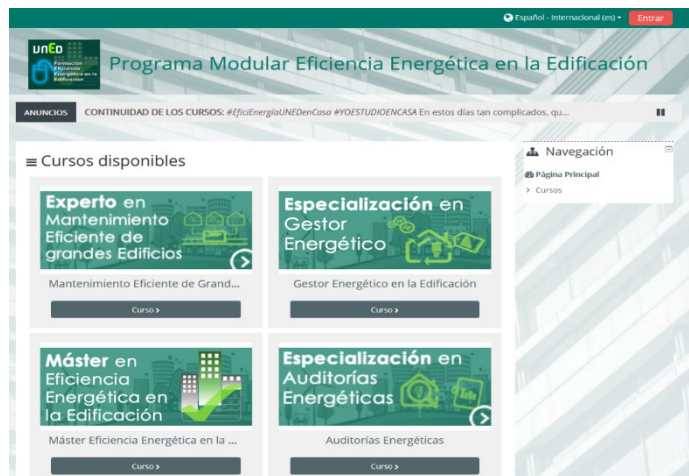 Español - Internacional (es)
Entrar
UNED
Formación
Eficiencia
Energética en la
Edificación
Programa Modular Eficiencia Energética en la Edificación
ANUNCIOS
CONTINUIDAD DE LOS CURSOS: #EficiEnergíaUNEDenCasa #YOESTUDIOENCASA En estos días tan complicados, qu...
Cursos disponibles
Navegación
Página Principal
Cursos
Experto en
Mantenimiento
Eficiente de
grandes Edificios
Mantenimiento Eficiente de Grand...
Curso
Especialización en
Gestor
Energético
Gestor Energético en la Edificación
Curso
Máster en
Eficiencia
Energética en
la Edificación
Máster Eficiencia Energética en la ...
Curso
Especialización en
Auditorías
Energéticas
Auditorías Energéticas
Curso